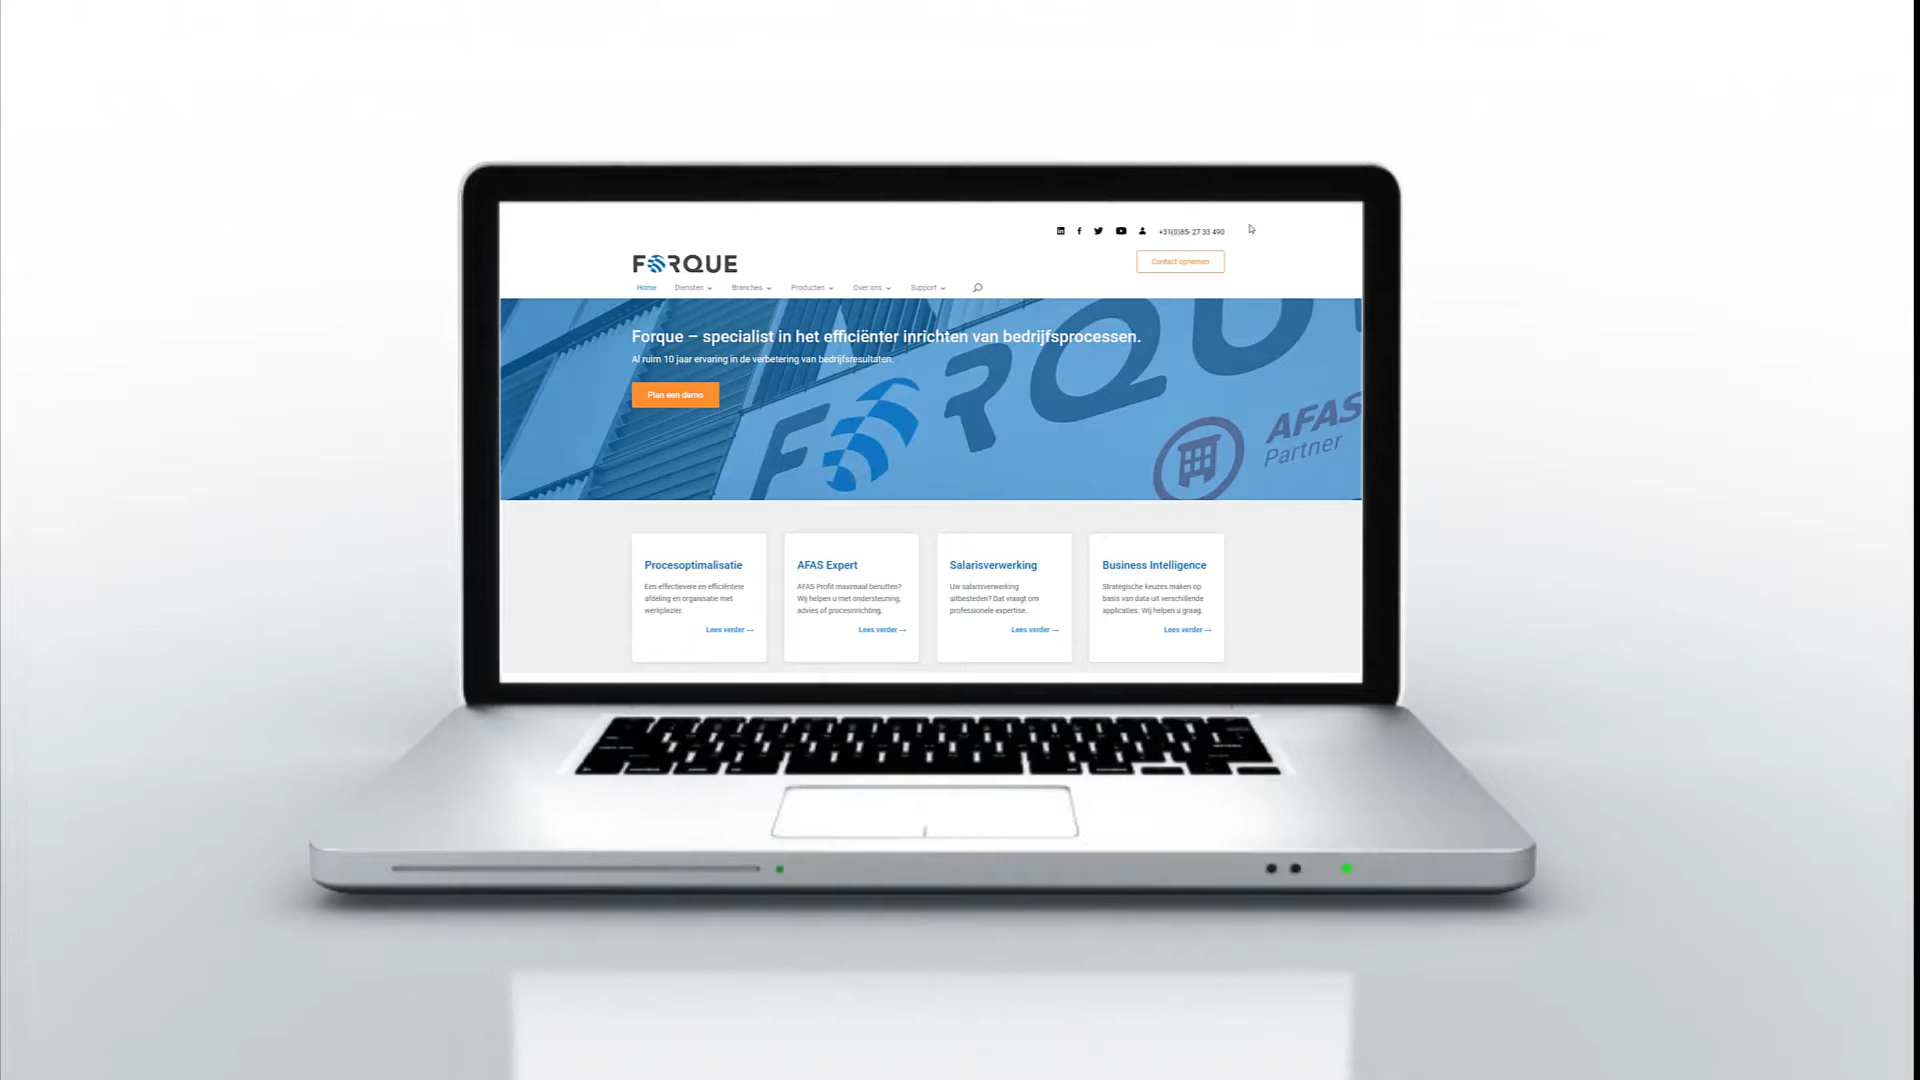 +31(0)85- 27 33 490
FORQUE
Contact opnemen
Home Diensten Branches Producten Over ons Support
Forque – specialist in het efficiënter inrichten van bedrijfsprocessen.
Al ruim 10 jaar ervaring in de verbetering van bedrijfsresultaten.
Plan een demo
FORQUE
AFAS
Partner
Procesoptimalisatie
Een effectievere en efficiëntere
afdeling en organisatie met
werkplezier.
Lees verder →
AFAS Expert
AFAS Profit maximaal benutten?
Wij helpen u met ondersteuning,
advies of procesinrichting.
Lees verder →
Salarisverwerking
Uw salarisverwerking
uitbesteden? Dat vraagt om
professionele expertise.
Lees verder →
Business Intelligence
Strategische keuzes maken op
basis van data uit verschillende
applicaties. Wij helpen u graag.
Lees verder →